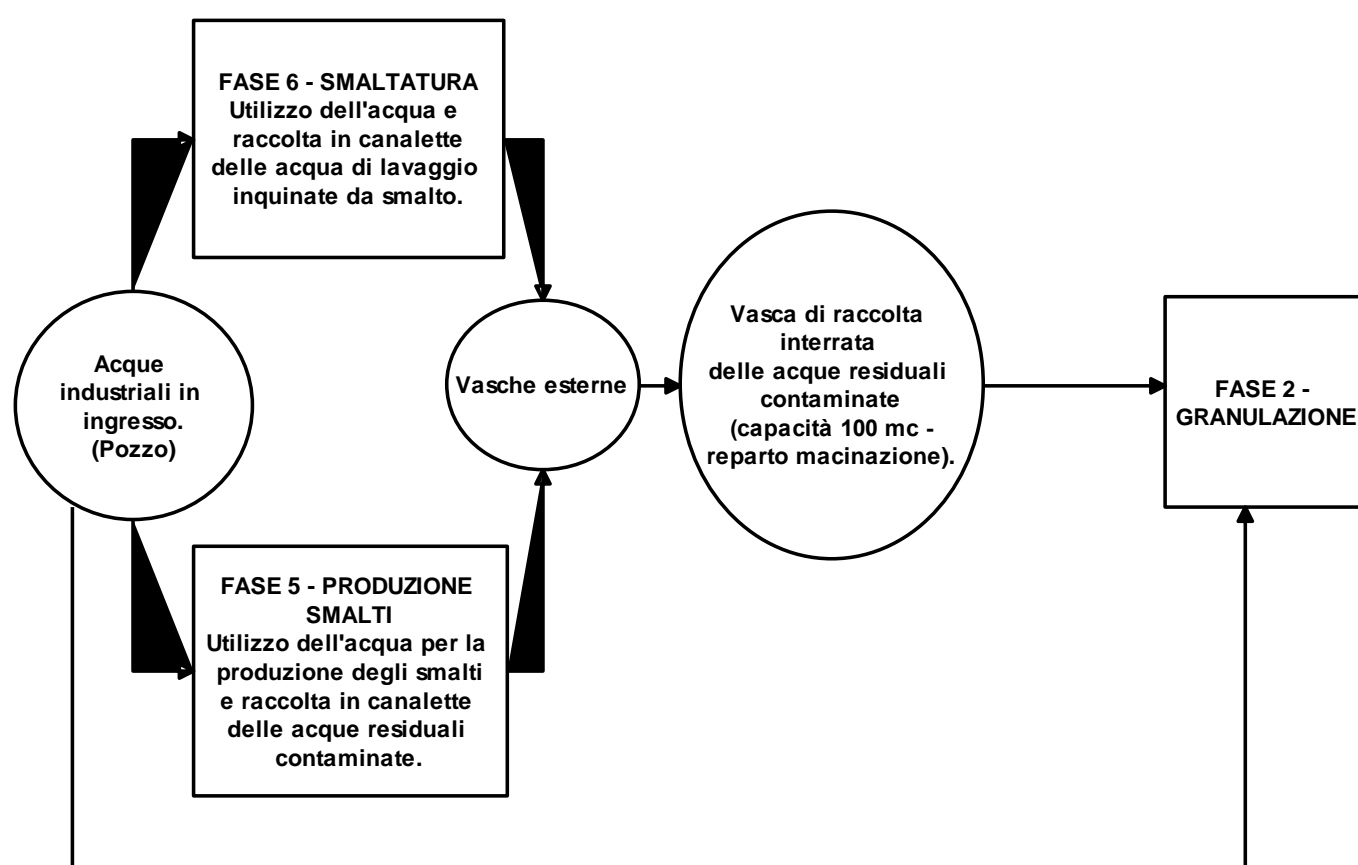 FASE 6 - SMALTATURA
Utilizzo dell'acqua e
raccolta in canalette
delle acqua di lavaggio
inquinate da smalto.
Acque
industriali in
ingresso.
(Pozzo)
Vasche esterne
Vasca di raccolta
interrata
delle acque residuali
contaminate
(capacità 100 mc -
reparto macinazione).
FASE 2 -
GRANULAZIONE
FASE 5 - PRODUZIONE
SMALTI
Utilizzo dell'acqua per la
produzione degli smalti
e raccolta in canalette
delle acque residuali
contaminate.